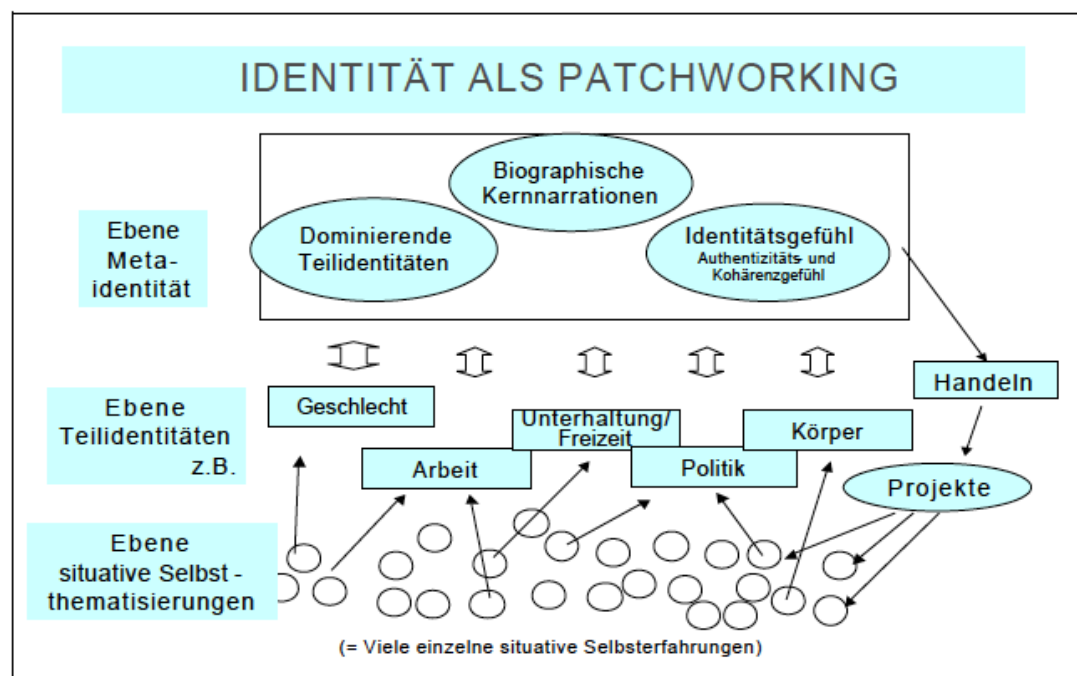 IDENTITÄT ALS PATCHWORKING
Ebene
Meta-
identität
Dominierende
Teilidentitäten
Biographische
Kernnarrationen
Identitätsgefühl
Authentizitäts- und
Kohärenzgefühl
Ebene
Teilidentitäten
z.B.
Geschlecht
Arbeit
Unterhaltung/
Freizeit
Politik
Körper
Handeln
Projekte
Ebene
situative Selbst -
thematisierungen
(= Viele einzelne situative Selbsterfahrungen)